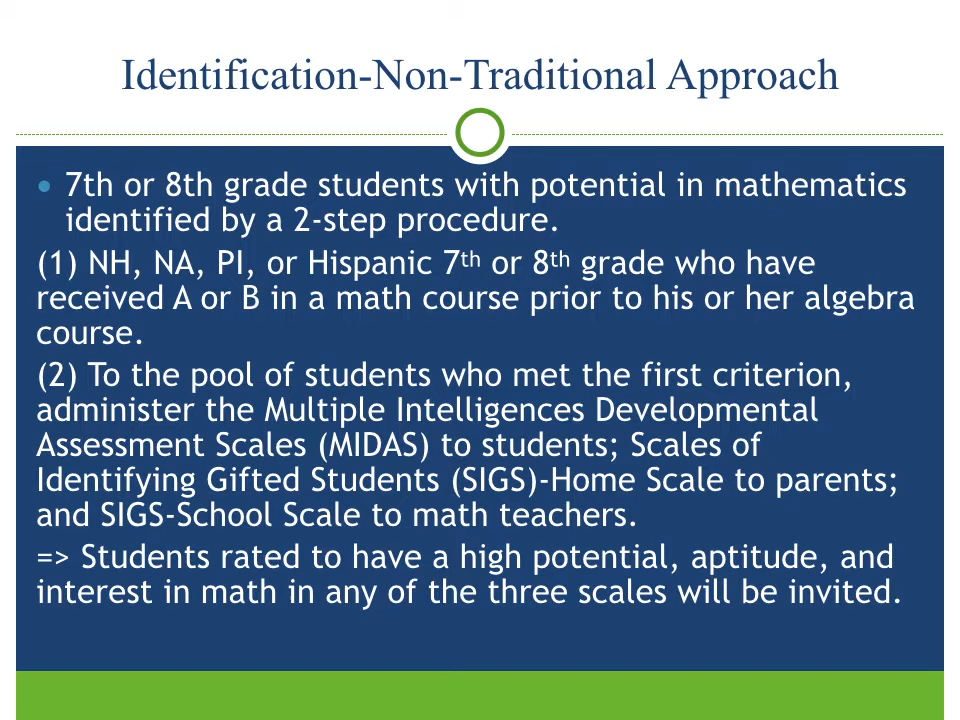 Identification-Non-Traditional Approach
• 7th or 8th grade students with potential in mathematics
identified by a 2-step procedure.
(1) NH, NA, PI, or Hispanic 7th or 8th grade who have
received A or B in a math course prior to his or her algebra
course.
(2) To the pool of students who met the first criterion,
administer the Multiple Intelligences Developmental
Assessment Scales (MIDAS) to students; Scales of
Identifying Gifted Students (SIGS)-Home Scale to parents;
and SIGS-School Scale to math teachers.
=> Students rated to have a high potential, aptitude, and
interest in math in any of the three scales will be invited.